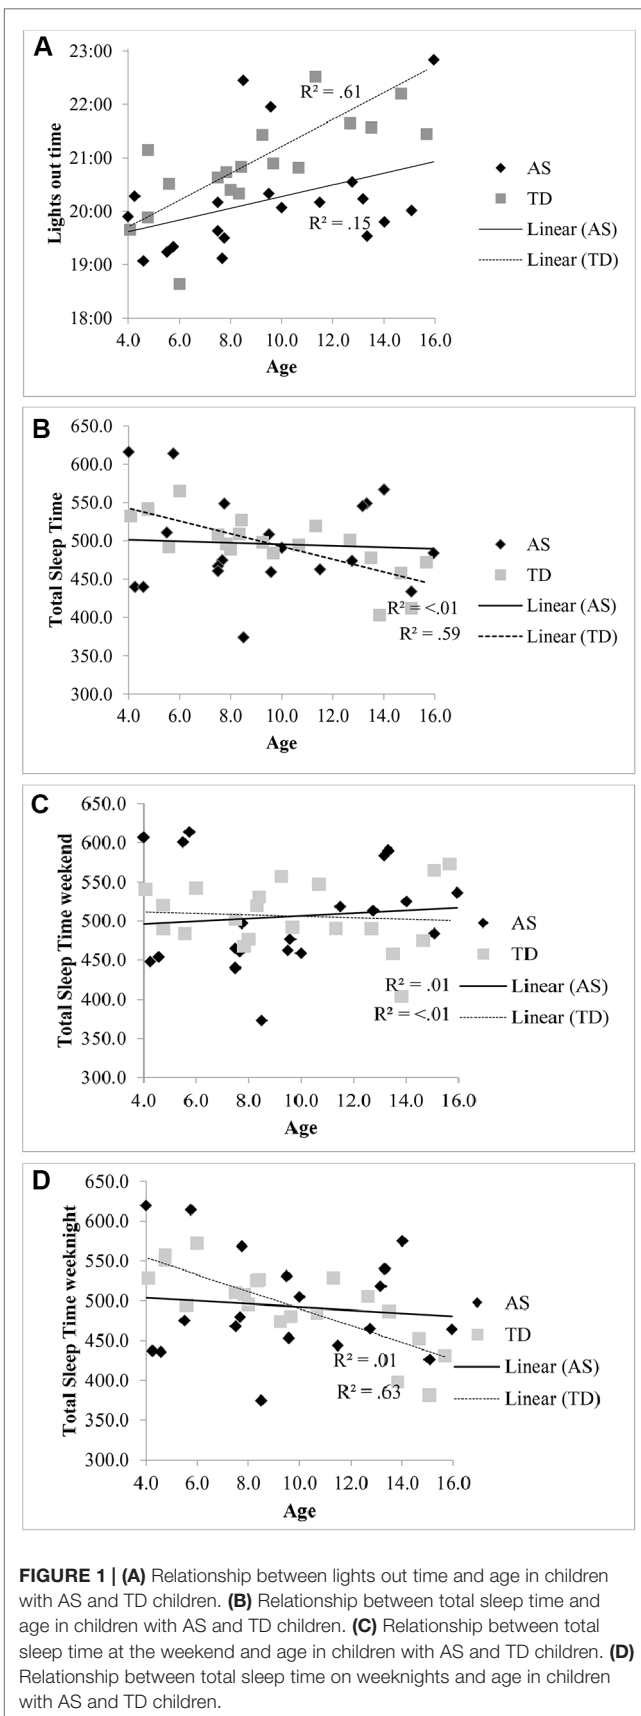 A
23:00
22:00
21:00
20:00
19:00
18:00
Lights out time
R² = .61
R² = .15
AS
TD
Linear (AS)
Linear (TD)
4.0 6.0 8.0 10.0 12.0 14.0 16.0
Age
B
650.0
600.0
550.0
500.0
450.0
400.0
350.0
300.0
Total Sleep Time
AS
TD
R² = <.01
Linear (AS)
R² = .59
Linear (TD)
4.0 6.0 8.0 10.0 12.0 14.0 16.0
Age
C
650.0
600.0
550.0
500.0
450.0
400.0
350.0
300.0
Total Sleep Time weekend
AS
TD
R² = .01
Linear (AS)
R² = <.01
Linear (TD)
4.0 6.0 8.0 10.0 12.0 14.0 16.0
Age
D
650.0
600.0
550.0
500.0
450.0
400.0
350.0
300.0
Total Sleep Time weeknight
AS
TD
R² = .01
Linear (AS)
R² = .63
Linear (TD)
4.0 6.0 8.0 10.0 12.0 14.0 16.0
Age
FIGURE 1 | (A) Relationship between lights out time and age in children
with AS and TD children. (B) Relationship between total sleep time and
age in children with AS and TD children. (C) Relationship between total
sleep time at the weekend and age in children with AS and TD children. (D)
Relationship between total sleep time on weeknights and age in children
with AS and TD children.